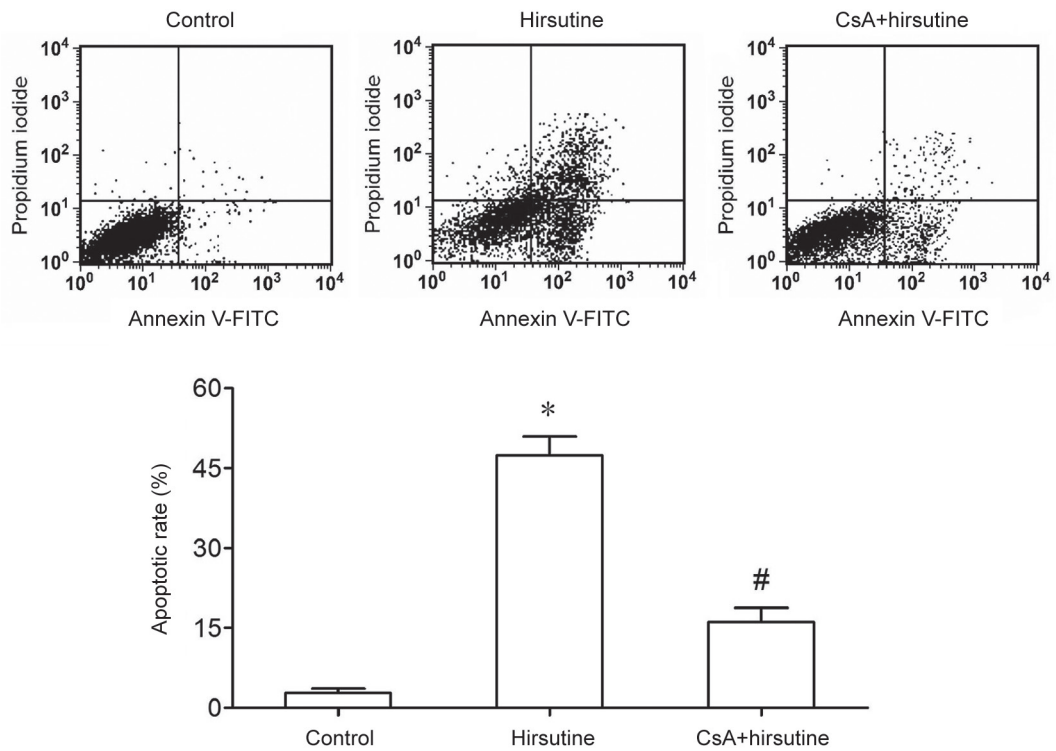 Control Hirsutine CsA+hirsutine
10⁴ 10⁴ 10⁴
10³ 10³ 10³
10² 10² 10²
10¹ 10¹ 10¹
10⁰ 10⁰ 10⁰
Propidium iodide Propidium iodide Propidium iodide
10⁰ 10¹ 10² 10³ 10⁴ 10⁰ 10¹ 10² 10³ 10⁴ 10⁰ 10¹ 10² 10³ 10⁴
Annexin V-FITC Annexin V-FITC Annexin V-FITC
60
45
30
15
0
Apoptotic rate (%)
*
#
Control Hirsutine CsA+hirsutine